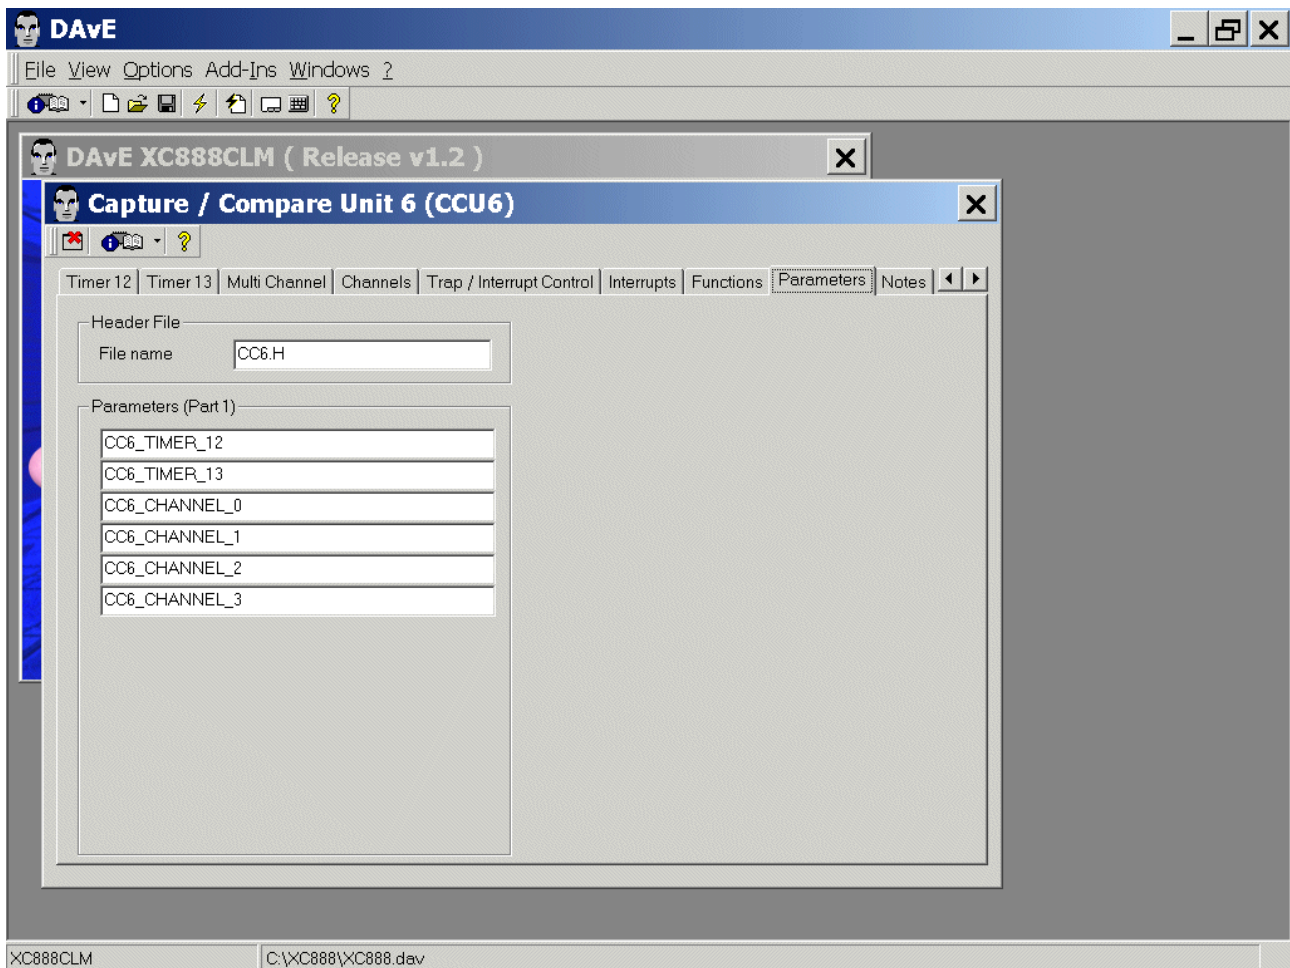 DAvE
File View Options Add-Ins Windows ?
DAvE XC888CLM ( Release v1.2 )
Capture / Compare Unit 6 (CCU6)
Timer 12 Timer 13 Multi Channel Channels Trap / Interrupt Control Interrupts Functions Parameters Notes
Header File
File name CC6.H
Parameters (Part 1)
CC6_TIMER_12
CC6_TIMER_13
CC6_CHANNEL_0
CC6_CHANNEL_1
CC6_CHANNEL_2
CC6_CHANNEL_3
XC888CLM C:\XC888\XC888.dav